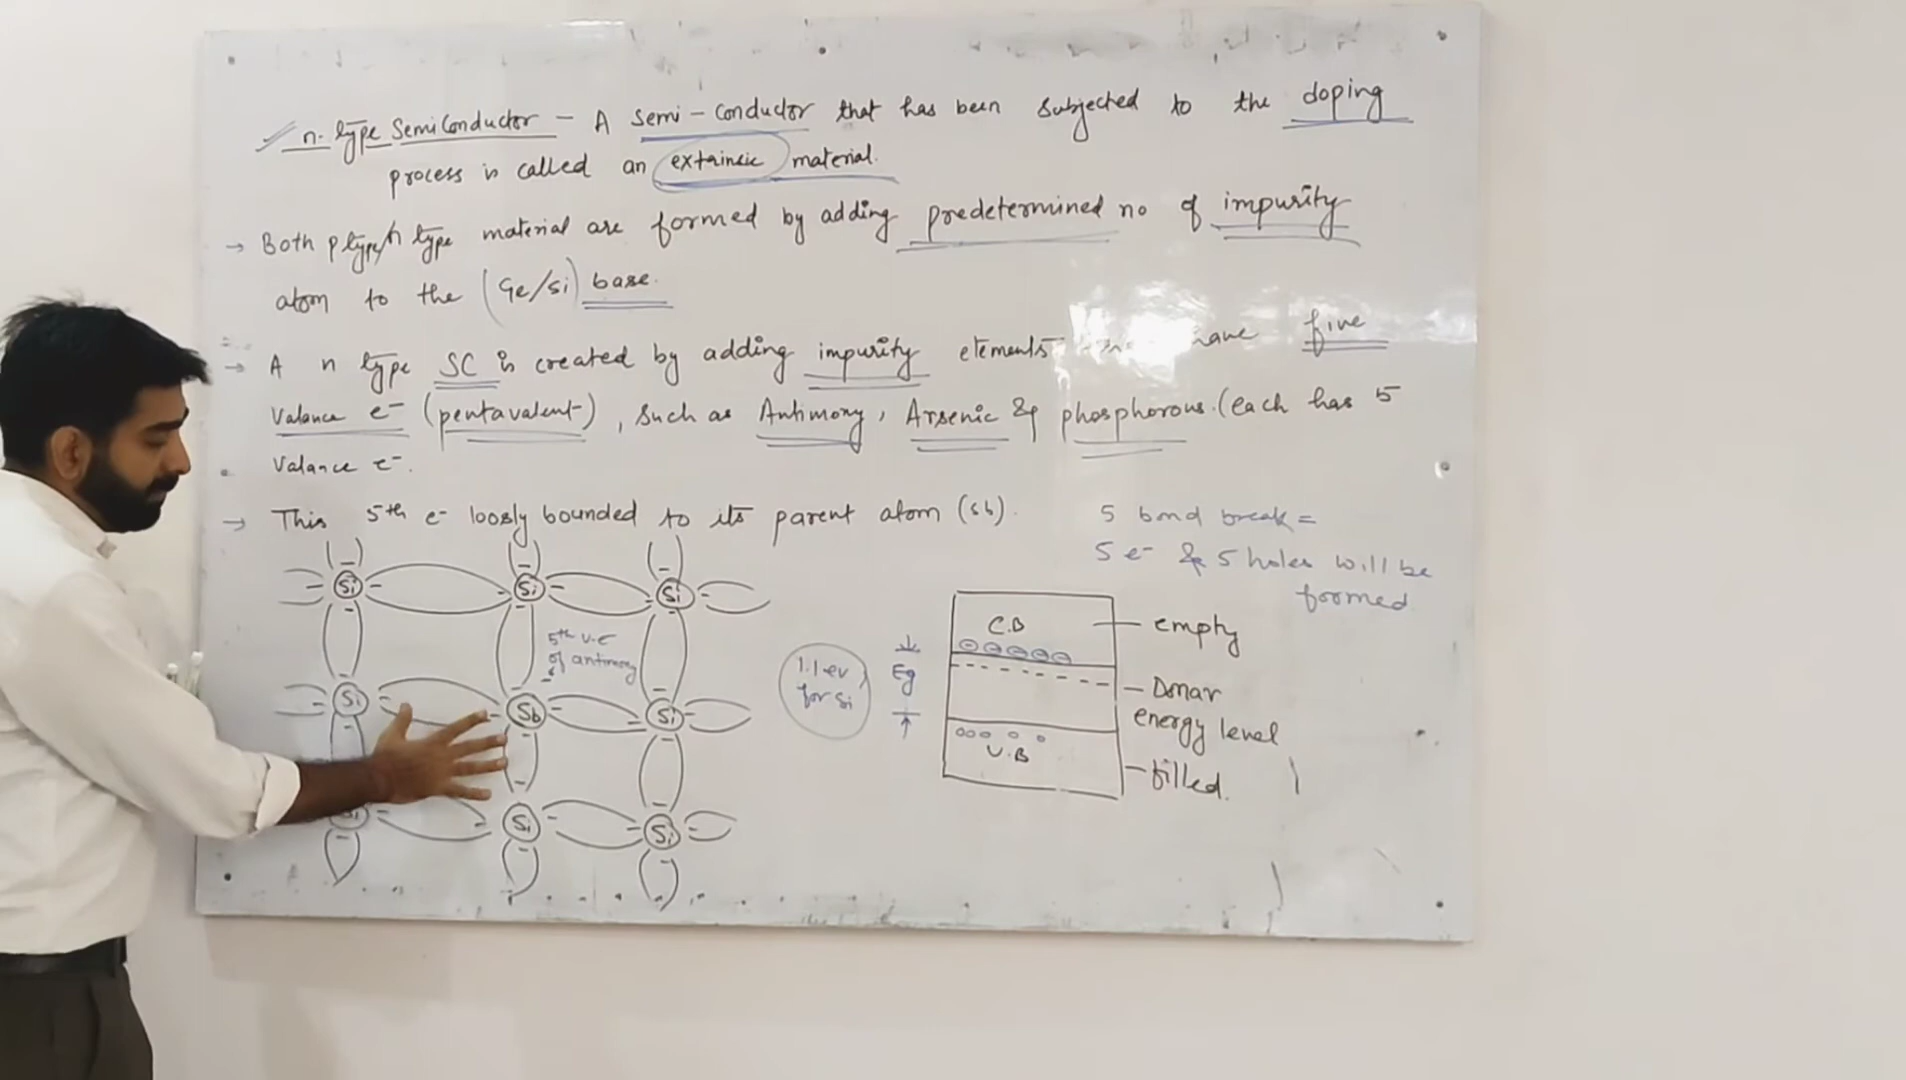 n-type SemiConductor - A semi-conductor that has been subjected to the doping
process is called an extrinsic material.
→ Both p type/n type material are formed by adding predetermined no of impurity
atom to the (Ge/Si) base.
→ A n type SC is created by adding impurity elements have five
Valance e⁻ (pentavalent), such as Antimony, Arsenic & phosphorous. (each has 5
Valance e⁻.
→ This 5th e⁻ loosly bounded to its parent atom (sb).
5 bond break =
5 e⁻ & 5 holes will be
formed
Si Si Si
5th v.e
of antimony
Si Sb Si
Si Si Si
1.1 ev
for Si
Eg
C.B
empty
Donar
energy level
V.B
filled.